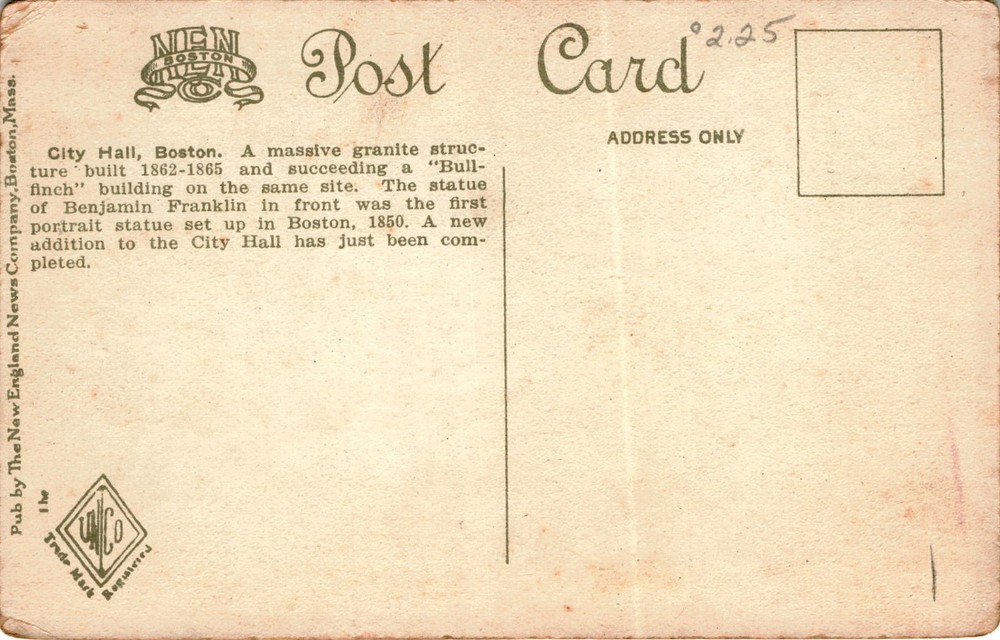 NEN
BOSTON
Co
Post Card
02.25
ADDRESS ONLY
City Hall, Boston. A massive granite struc-
ture built 1862-1865 and succeeding a "Bull-
finch" building on the same site. The statue
of Benjamin Franklin in front was the first
portrait statue set up in Boston, 1850. A new
addition to the City Hall has just been com-
pleted.
Pub by The New England News Company, Boston, Mass.
The
UNCO
Trade Mark
Registered